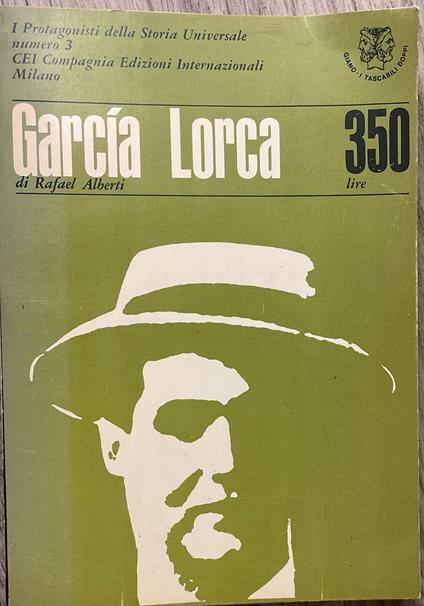 I Protagonisti della Storia Universale
numero 3
CEI Compagnia Edizioni Internazionali
Milano
GIANO - I TASCABILI DOPPI
García Lorca
350
di Rafael Alberti
lire